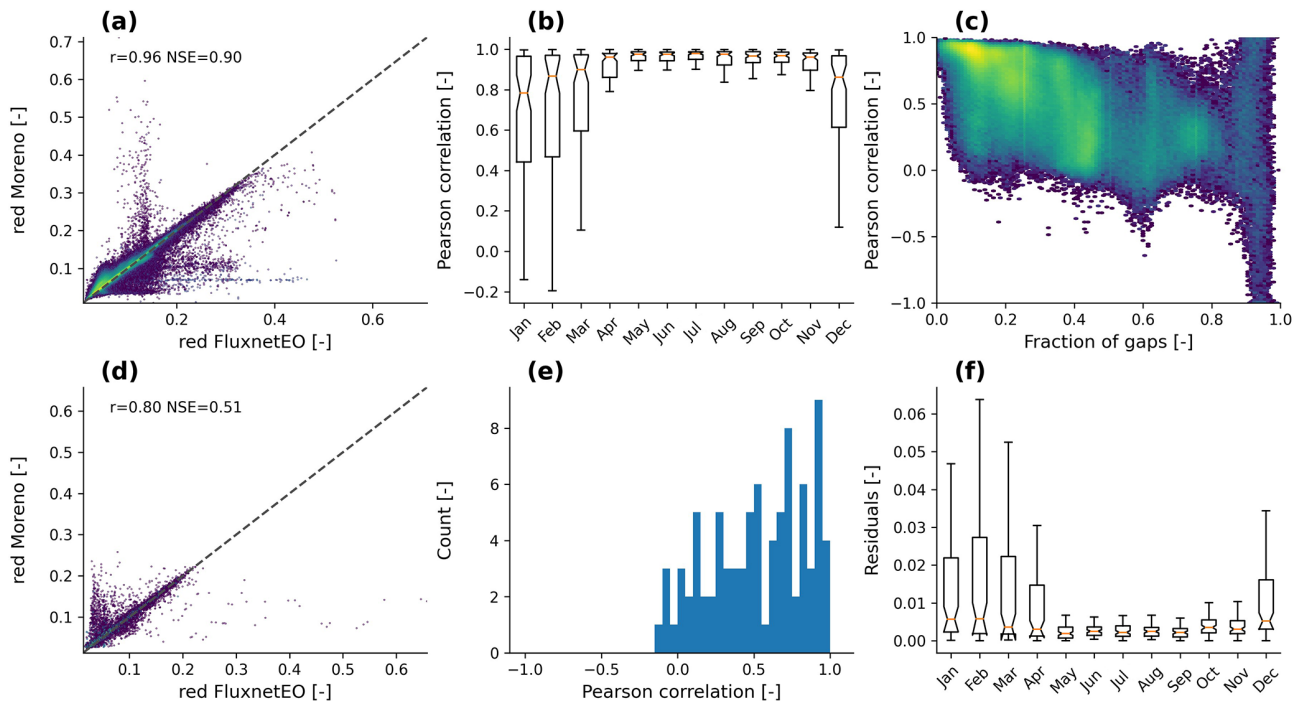 (a)
r=0.96 NSE=0.90
red Moreno [-]
0.7
0.6
0.5
0.4
0.3
0.2
0.1
0.2
0.4
0.6
red FluxnetEO [-]
(b)
Pearson correlation [-]
1.0
0.8
0.6
0.4
0.2
0.0
−0.2
Jan
Feb
Mar
Apr
May
Jun
Jul
Aug
Sep
Oct
Nov
Dec
(c)
Pearson correlation [-]
1.0
0.5
0.0
−0.5
−1.0
0.0
0.2
0.4
0.6
0.8
1.0
Fraction of gaps [-]
(d)
r=0.80 NSE=0.51
red Moreno [-]
0.6
0.5
0.4
0.3
0.2
0.1
0.1
0.2
0.3
0.4
0.5
0.6
red FluxnetEO [-]
(e)
Count [-]
8
6
4
2
0
−1.0
−0.5
0.0
0.5
1.0
Pearson correlation [-]
(f)
Residuals [-]
0.06
0.05
0.04
0.03
0.02
0.01
0.00
Jan
Feb
Mar
Apr
May
Jun
Jul
Aug
Sep
Oct
Nov
Dec